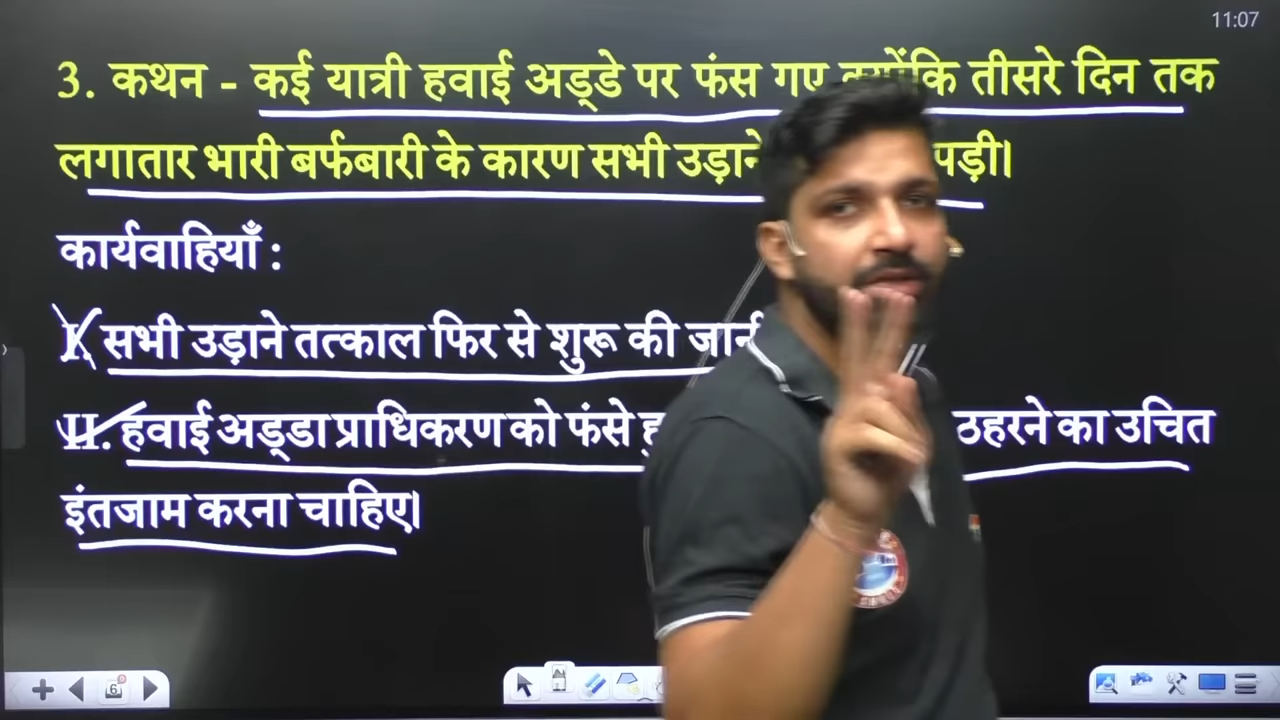 11:07
3. कथन - कई यात्री हवाई अड्डे पर फंस गए क्योंकि तीसरे दिन तक
लगातार भारी बर्फबारी के कारण सभी उड़ाने पड़ी।
कार्यवाहियाँ :
I. सभी उड़ाने तत्काल फिर से शुरू की जानी
II. हवाई अड्डा प्राधिकरण को फंसे ठहरने का उचित
इंतजाम करना चाहिए।